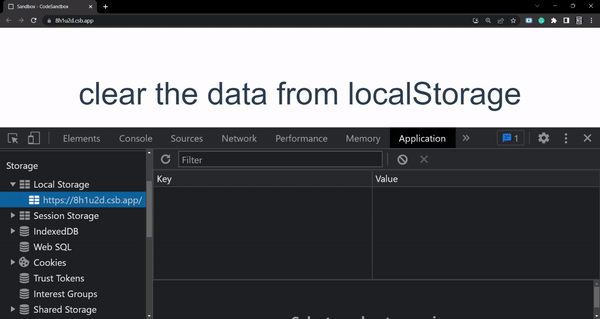 Sandbox - CodeSandbox
8h1u2d.csb.app
clear the data from localStorage
Elements Console Sources Network Performance Memory Application » 1
Storage
Filter
Local Storage
Key Value
https://8h1u2d.csb.app/
Session Storage
IndexedDB
Web SQL
Cookies
Trust Tokens
Interest Groups
Shared Storage